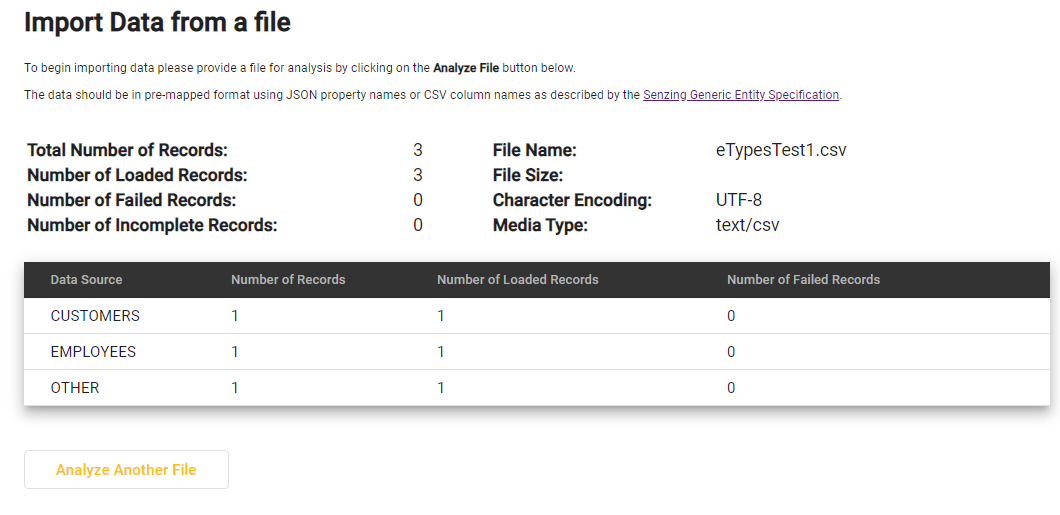 Import Data from a file
To begin importing data please provide a file for analysis by clicking on the Analyze File button below.
The data should be in pre-mapped format using JSON property names or CSV column names as described by the Senzing Generic Entity Specification.
Total Number of Records: 3 File Name: eTypesTest1.csv
Number of Loaded Records: 3 File Size:
Number of Failed Records: 0 Character Encoding: UTF-8
Number of Incomplete Records: 0 Media Type: text/csv
Data Source Number of Records Number of Loaded Records Number of Failed Records
CUSTOMERS 1 1 0
EMPLOYEES 1 1 0
OTHER 1 1 0
Analyze Another File